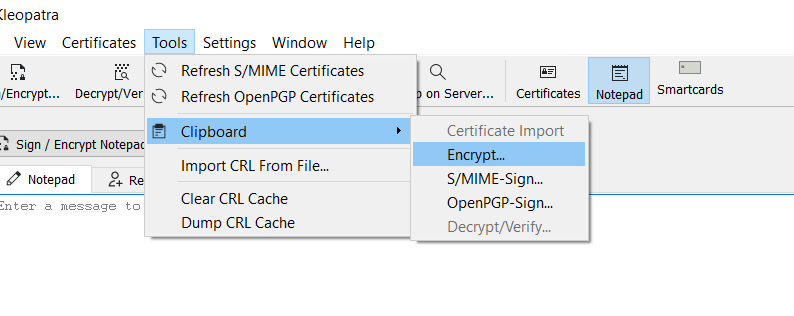 Kleopatra
View Certificates Tools Settings Window Help
/Encrypt... Decrypt/Ver on Server... Certificates Notepad Smartcards
Refresh S/MIME Certificates
Refresh OpenPGP Certificates
Clipboard
Import CRL From File...
Clear CRL Cache
Dump CRL Cache
Certificate Import
Encrypt...
S/MIME-Sign...
OpenPGP-Sign...
Decrypt/Verify...
Sign / Encrypt Notepad
Notepad Re
Enter a message to